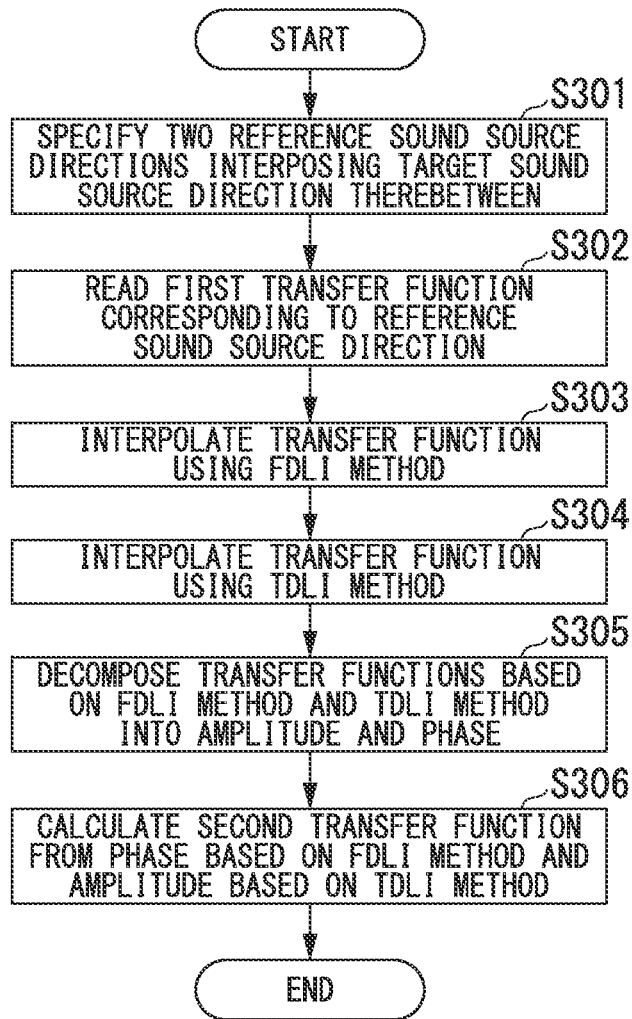 START
S301
SPECIFY TWO REFERENCE SOUND SOURCE
DIRECTIONS INTERPOSING TARGET SOUND
SOURCE DIRECTION THEREBETWEEN
S302
READ FIRST TRANSFER FUNCTION
CORRESPONDING TO REFERENCE
SOUND SOURCE DIRECTION
S303
INTERPOLATE TRANSFER FUNCTION
USING FDLI METHOD
S304
INTERPOLATE TRANSFER FUNCTION
USING TDLI METHOD
S305
DECOMPOSE TRANSFER FUNCTIONS BASED
ON FDLI METHOD AND TDLI METHOD
INTO AMPLITUDE AND PHASE
S306
CALCULATE SECOND TRANSFER FUNCTION
FROM PHASE BASED ON FDLI METHOD AND
AMPLITUDE BASED ON TDLI METHOD
END